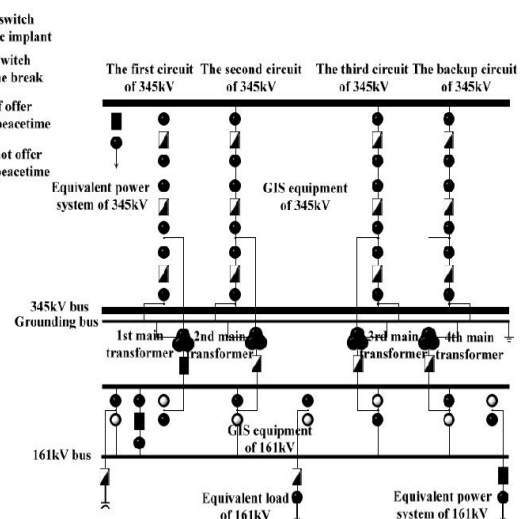 switch
e implant
witch
ne break
f offer
peacetime
not offer
peacetime
The first circuit
of 345kV
The second circuit
of 345kV
The third circuit
of 345kV
The backup circuit
of 345kV
Equivalent power
system of 345kV
GIS equipment
of 345kV
345kV bus
Grounding bus
1st main
transformer
2nd main
transformer
3rd main
transformer
4th main
transformer
GIS equipment
of 161kV
161kV bus
Equivalent load
of 161kV
Equivalent power
system of 161kV